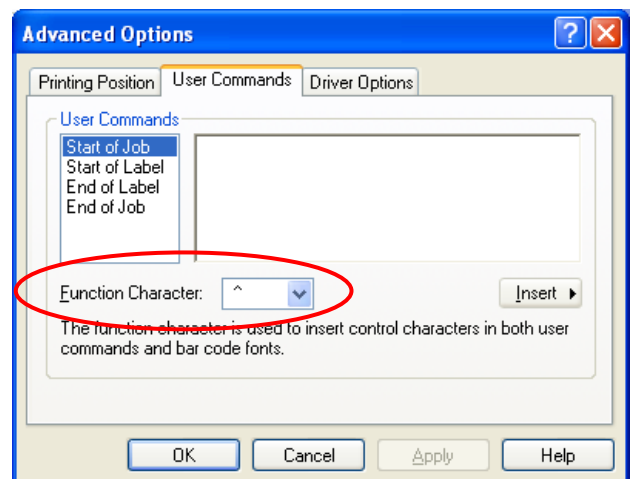 Advanced Options
Printing Position User Commands Driver Options
User Commands
Start of Job
Start of Label
End of Label
End of Job
Function Character: ^ Insert
The function character is used to insert control characters in both user
commands and bar code fonts.
OK Cancel Apply Help